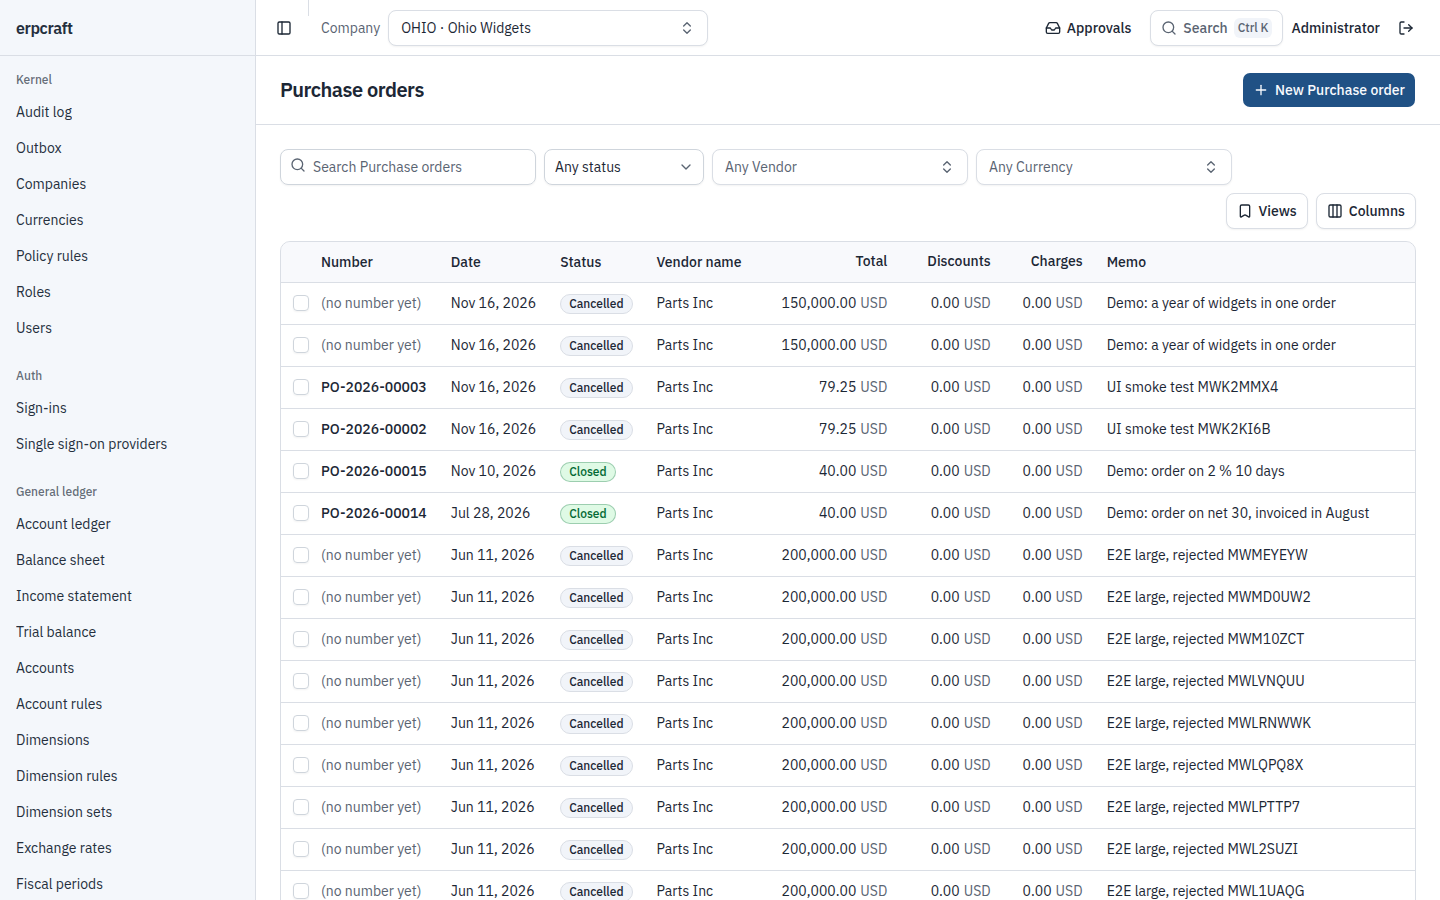 erpcraft
Company OHIO · Ohio Widgets Approvals Search Ctrl K Administrator
Kernel
Audit log
Outbox
Companies
Currencies
Policy rules
Roles
Users
Auth
Sign-ins
Single sign-on providers
General ledger
Account ledger
Balance sheet
Income statement
Trial balance
Accounts
Account rules
Dimensions
Dimension rules
Dimension sets
Exchange rates
Fiscal periods
Purchase orders New Purchase order
Search Purchase orders Any status Any Vendor Any Currency
Views Columns
Number Date Status Vendor name Total Discounts Charges Memo
(no number yet) Nov 16, 2026 Cancelled Parts Inc 150,000.00 USD 0.00 USD 0.00 USD Demo: a year of widgets in one order
(no number yet) Nov 16, 2026 Cancelled Parts Inc 150,000.00 USD 0.00 USD 0.00 USD Demo: a year of widgets in one order
PO-2026-00003 Nov 16, 2026 Cancelled Parts Inc 79.25 USD 0.00 USD 0.00 USD UI smoke test MWK2MMX4
PO-2026-00002 Nov 16, 2026 Cancelled Parts Inc 79.25 USD 0.00 USD 0.00 USD UI smoke test MWK2KI6B
PO-2026-00015 Nov 10, 2026 Closed Parts Inc 40.00 USD 0.00 USD 0.00 USD Demo: order on 2 % 10 days
PO-2026-00014 Jul 28, 2026 Closed Parts Inc 40.00 USD 0.00 USD 0.00 USD Demo: order on net 30, invoiced in August
(no number yet) Jun 11, 2026 Cancelled Parts Inc 200,000.00 USD 0.00 USD 0.00 USD E2E large, rejected MWMEYEYW
(no number yet) Jun 11, 2026 Cancelled Parts Inc 200,000.00 USD 0.00 USD 0.00 USD E2E large, rejected MWMD0UW2
(no number yet) Jun 11, 2026 Cancelled Parts Inc 200,000.00 USD 0.00 USD 0.00 USD E2E large, rejected MWM10ZCT
(no number yet) Jun 11, 2026 Cancelled Parts Inc 200,000.00 USD 0.00 USD 0.00 USD E2E large, rejected MWLVNQUU
(no number yet) Jun 11, 2026 Cancelled Parts Inc 200,000.00 USD 0.00 USD 0.00 USD E2E large, rejected MWLRNWWK
(no number yet) Jun 11, 2026 Cancelled Parts Inc 200,000.00 USD 0.00 USD 0.00 USD E2E large, rejected MWLQPQ8X
(no number yet) Jun 11, 2026 Cancelled Parts Inc 200,000.00 USD 0.00 USD 0.00 USD E2E large, rejected MWLPTTP7
(no number yet) Jun 11, 2026 Cancelled Parts Inc 200,000.00 USD 0.00 USD 0.00 USD E2E large, rejected MWL2SUZI
(no number yet) Jun 11, 2026 Cancelled Parts Inc 200,000.00 USD 0.00 USD 0.00 USD E2E large, rejected MWL1UAQG